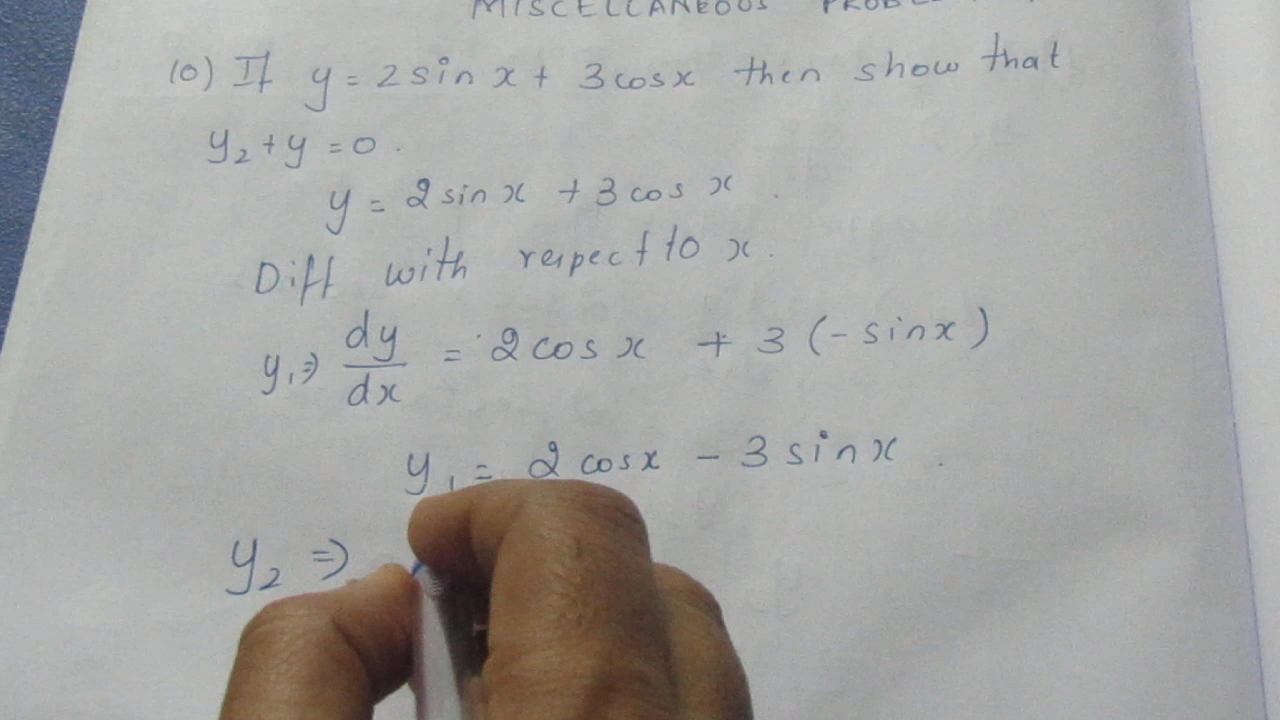 MISCELLANEOUS
10) If y = 2 sin x + 3 cos x then show that
y₂ + y = 0.
y = 2 sin x + 3 cos x.
Diff with respect to x.
y₁ ⇒ dy/dx = 2 cos x + 3 (- sin x)
y₁ = 2 cos x - 3 sin x.
y₂ ⇒